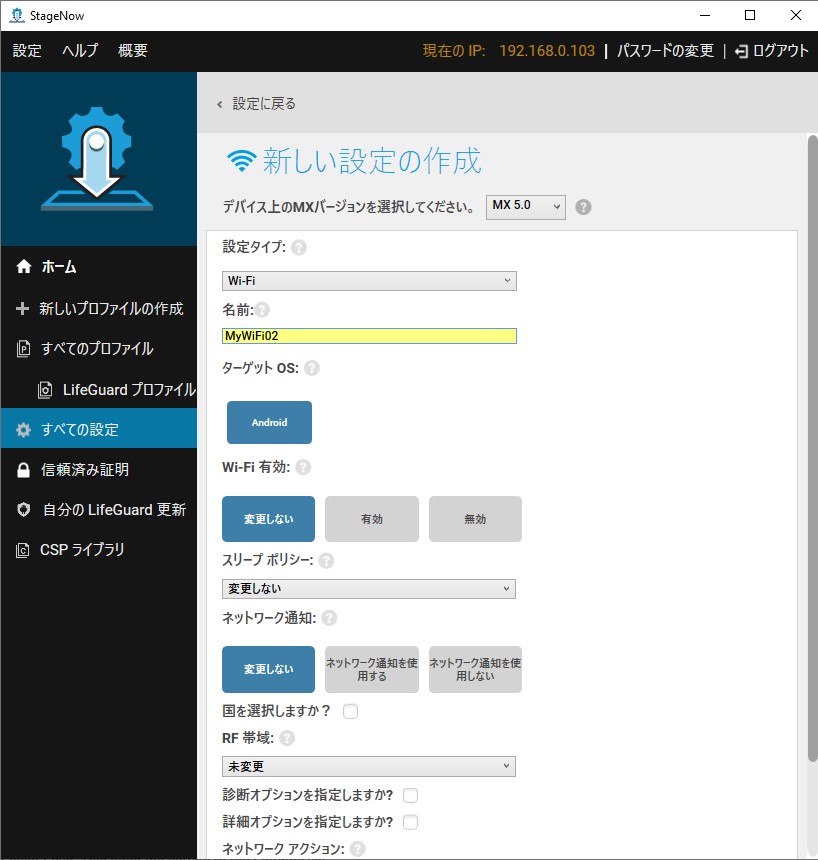 StageNow
設定 ヘルプ 概要 現在の IP: 192.168.0.103 | パスワードの変更 | ログアウト
‹ 設定に戻る
新しい設定の作成
デバイス上のMXバージョンを選択してください。 MX 5.0 ?
ホーム
新しいプロファイルの作成
すべてのプロファイル
LifeGuard プロファイル
すべての設定
信頼済み証明
自分の LifeGuard 更新
CSP ライブラリ
設定タイプ: ?
Wi-Fi
名前: ?
MyWiFi02
ターゲット OS: ?
Android
Wi-Fi 有効: ?
変更しない 有効 無効
スリープ ポリシー: ?
変更しない
ネットワーク通知: ?
変更しない ネットワーク通知を使用する ネットワーク通知を使用しない
国を選択しますか？
RF 帯域: ?
未変更
診断オプションを指定しますか?
詳細オプションを指定しますか?
ネットワーク アクション: ?